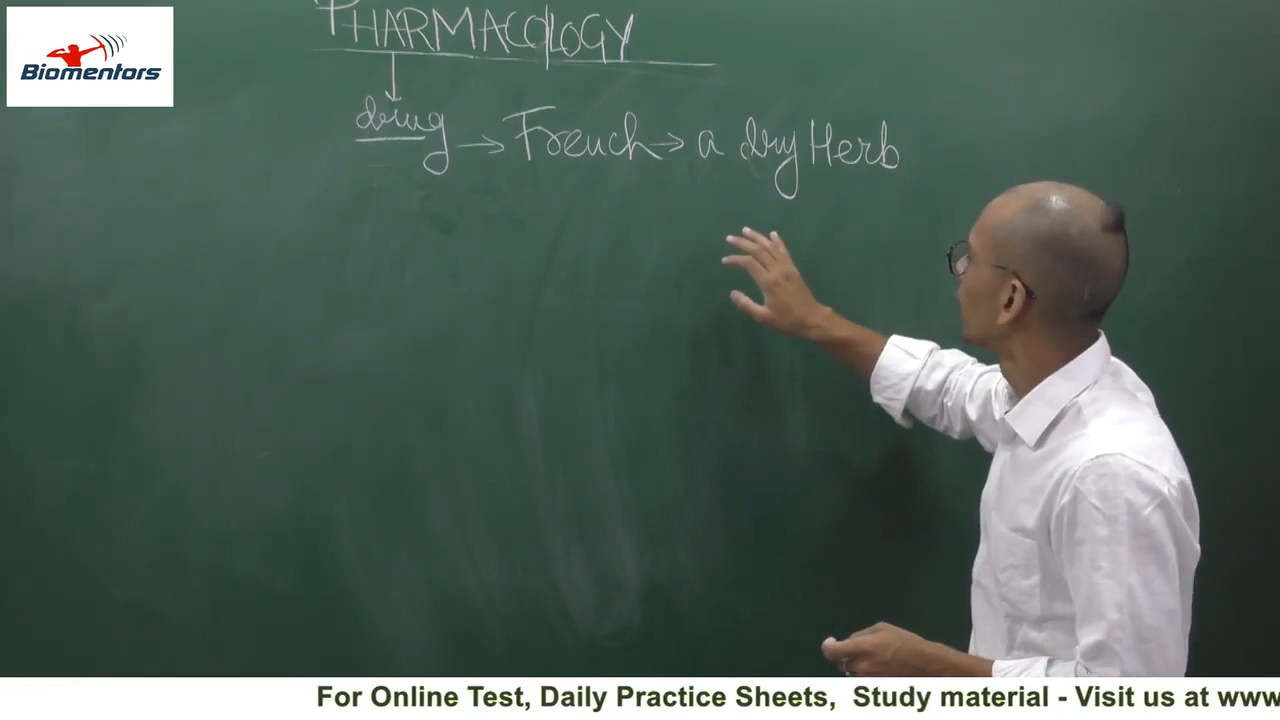 PHARMACOLOGY
Biomentors
drug → French → a dry Herb
For Online Test, Daily Practice Sheets, Study material - Visit us at www